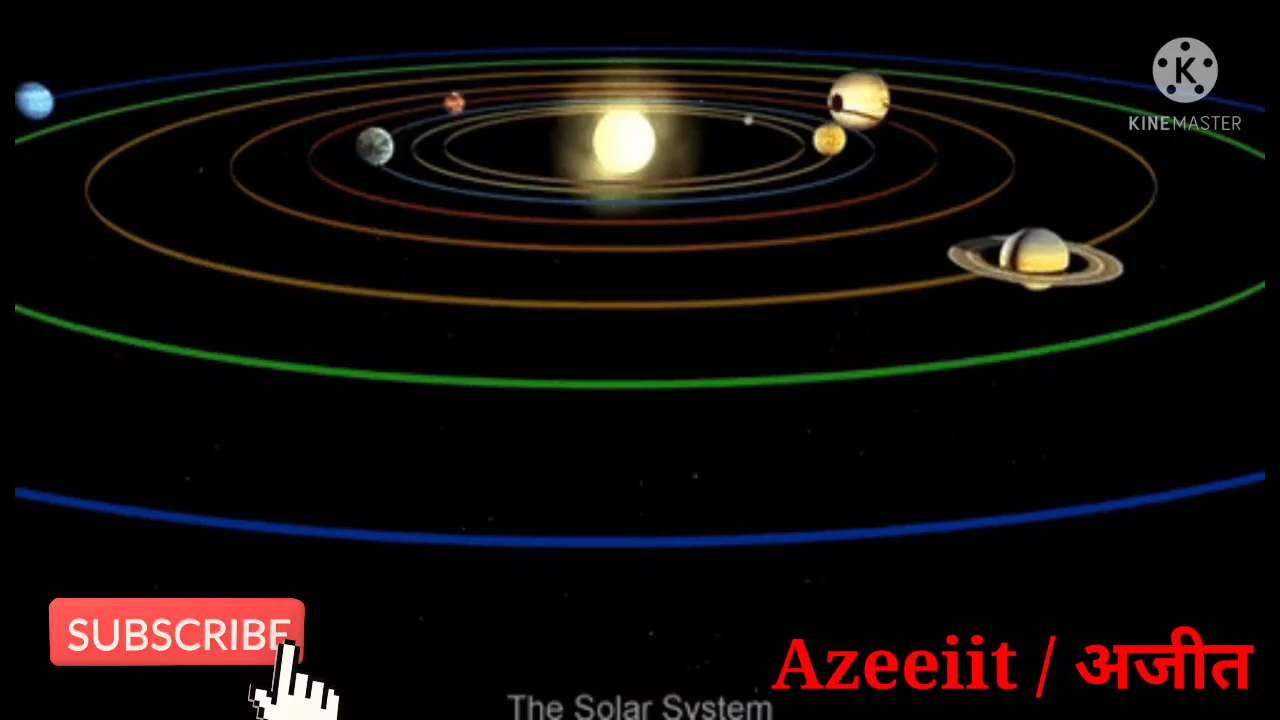 K
KINEMASTER
SUBSCRIBE
Azeeiit / अजीत
The Solar System